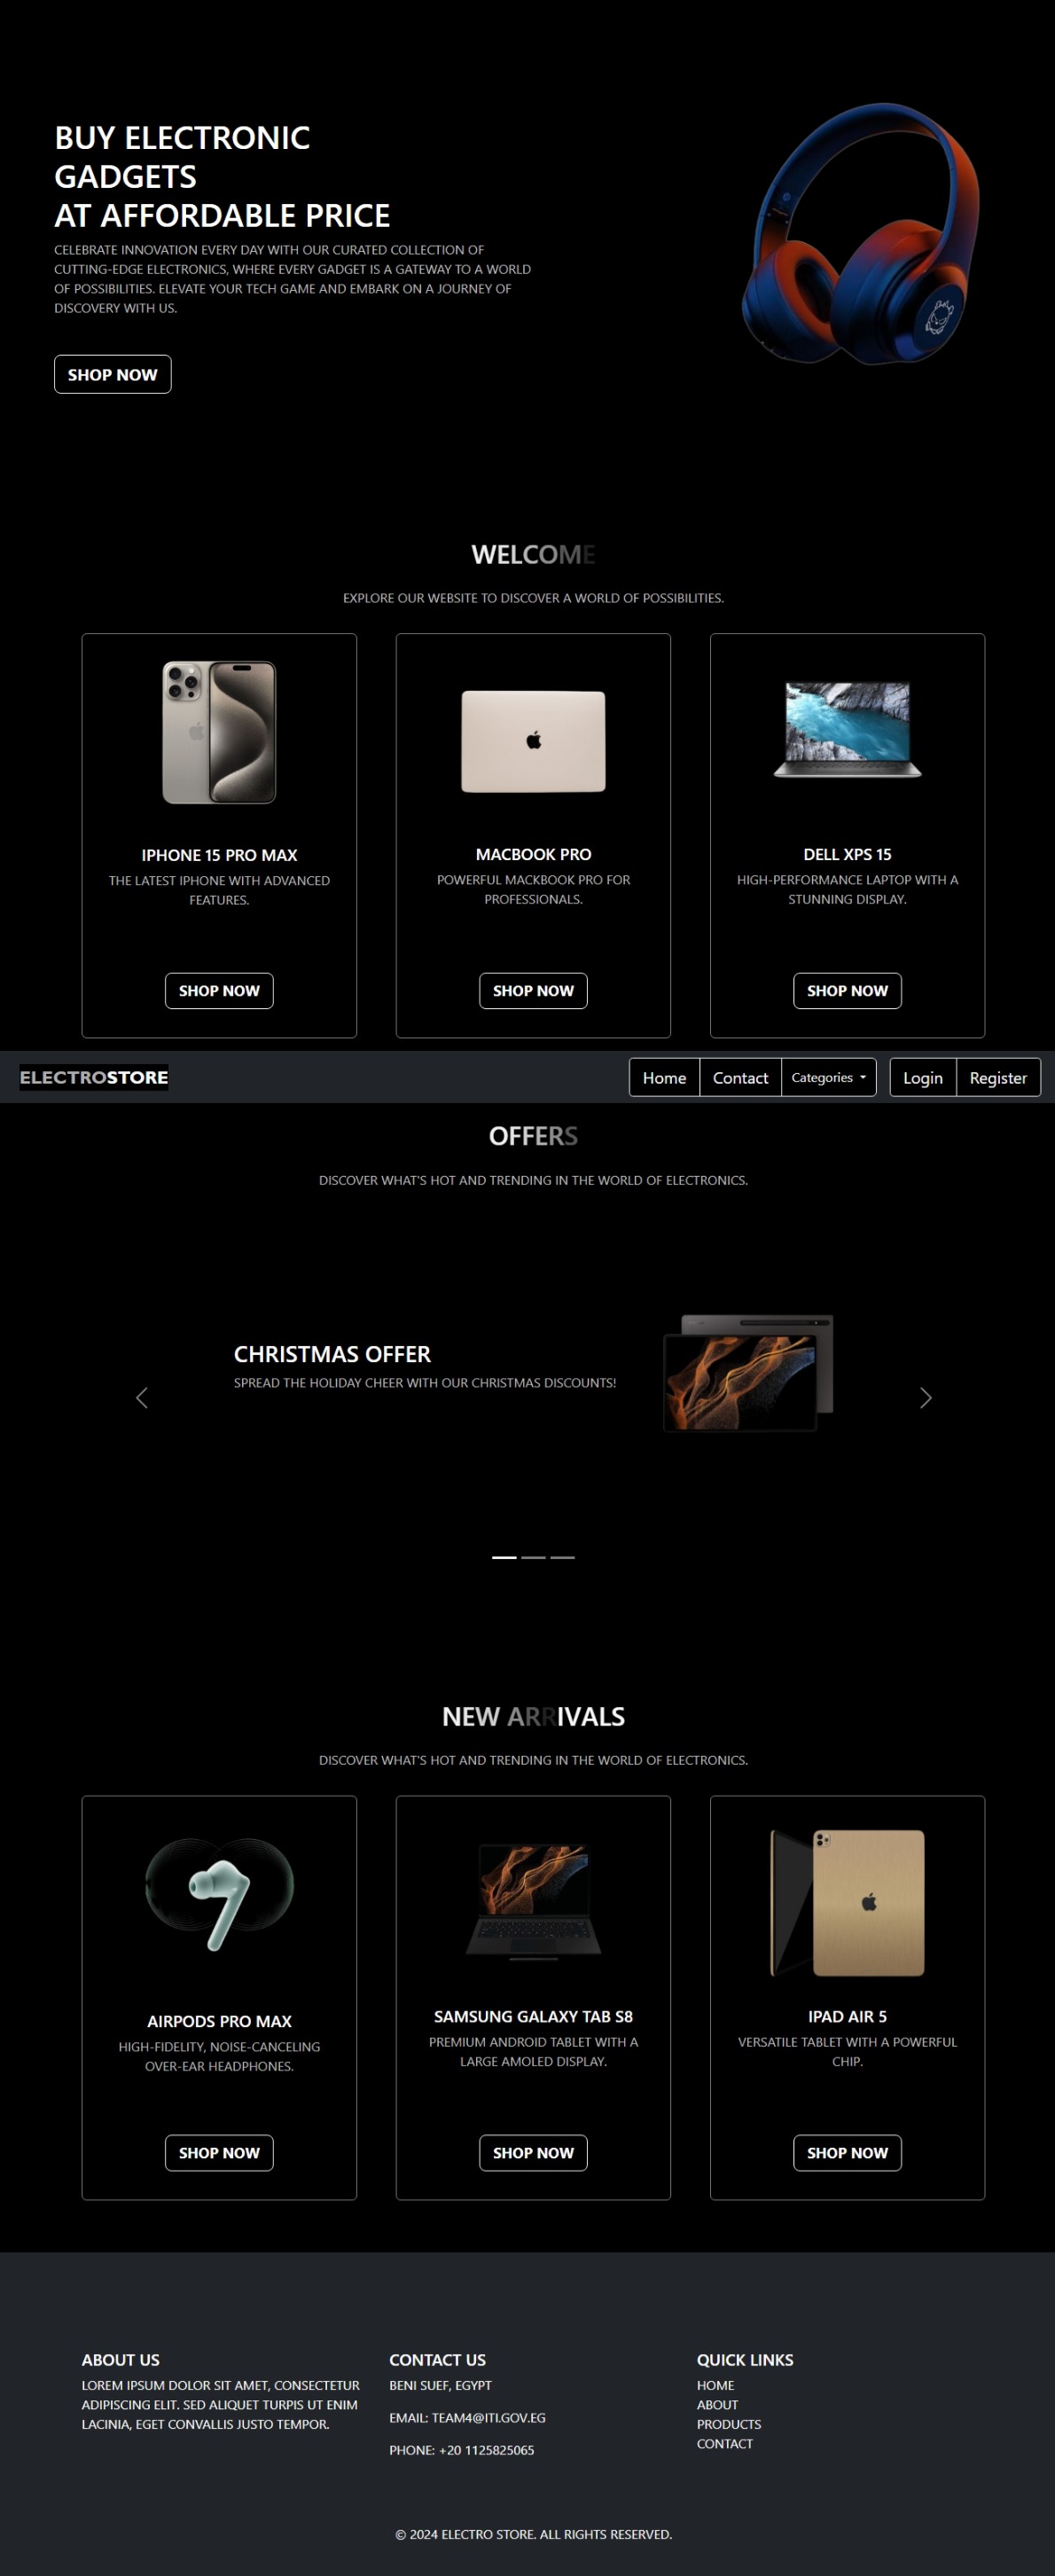 BUY ELECTRONIC
GADGETS
AT AFFORDABLE PRICE
CELEBRATE INNOVATION EVERY DAY WITH OUR CURATED COLLECTION OF
CUTTING-EDGE ELECTRONICS, WHERE EVERY GADGET IS A GATEWAY TO A WORLD
OF POSSIBILITIES. ELEVATE YOUR TECH GAME AND EMBARK ON A JOURNEY OF
DISCOVERY WITH US.
SHOP NOW
WELCOME
EXPLORE OUR WEBSITE TO DISCOVER A WORLD OF POSSIBILITIES.
IPHONE 15 PRO MAX
THE LATEST IPHONE WITH ADVANCED
FEATURES.
SHOP NOW
MACBOOK PRO
POWERFUL MACKBOOK PRO FOR
PROFESSIONALS.
SHOP NOW
DELL XPS 15
HIGH-PERFORMANCE LAPTOP WITH A
STUNNING DISPLAY.
SHOP NOW
ELECTROSTORE
Home
Contact
Categories
Login
Register
OFFERS
DISCOVER WHAT'S HOT AND TRENDING IN THE WORLD OF ELECTRONICS.
CHRISTMAS OFFER
SPREAD THE HOLIDAY CHEER WITH OUR CHRISTMAS DISCOUNTS!
NEW ARRIVALS
DISCOVER WHAT'S HOT AND TRENDING IN THE WORLD OF ELECTRONICS.
AIRPODS PRO MAX
HIGH-FIDELITY, NOISE-CANCELING
OVER-EAR HEADPHONES.
SHOP NOW
SAMSUNG GALAXY TAB S8
PREMIUM ANDROID TABLET WITH A
LARGE AMOLED DISPLAY.
SHOP NOW
IPAD AIR 5
VERSATILE TABLET WITH A POWERFUL
CHIP.
SHOP NOW
ABOUT US
LOREM IPSUM DOLOR SIT AMET, CONSECTETUR
ADIPISCING ELIT. SED ALIQUET TURPIS UT ENIM
LACINIA, EGET CONVALLIS JUSTO TEMPOR.
CONTACT US
BENI SUEF, EGYPT
EMAIL: TEAM4@ITI.GOV.EG
PHONE: +20 1125825065
QUICK LINKS
HOME
ABOUT
PRODUCTS
CONTACT
© 2024 ELECTRO STORE. ALL RIGHTS RESERVED.